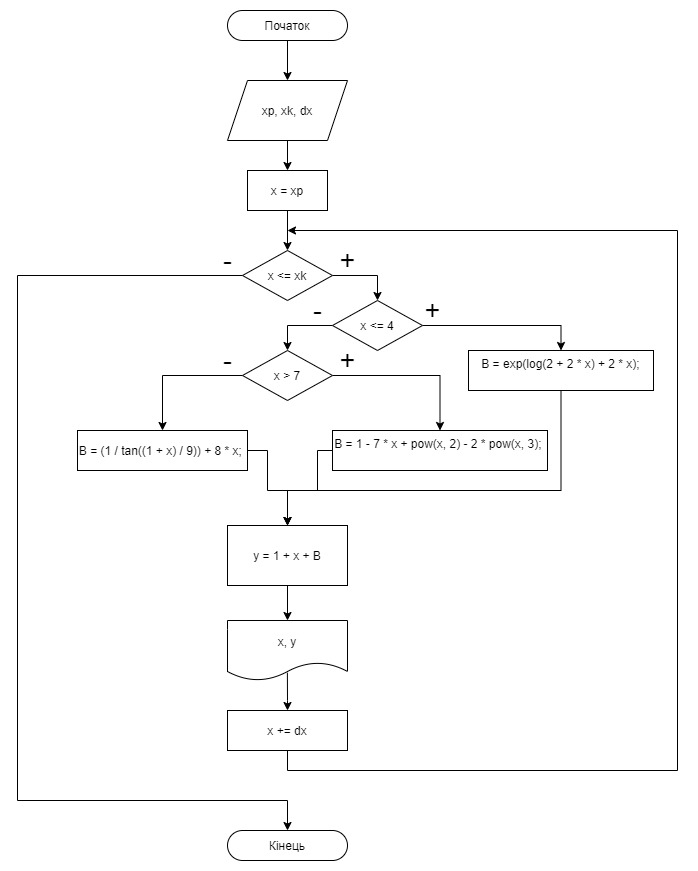 Початок
xp, xk, dx
x = xp
-
+
x <= xk
-
+
x <= 4
-
+
x > 7
B = exp(log(2 + 2 * x) + 2 * x);
B = (1 / tan((1 + x) / 9)) + 8 * x;
B = 1 - 7 * x + pow(x, 2) - 2 * pow(x, 3);
y = 1 + x + B
x, y
x += dx
Кінець